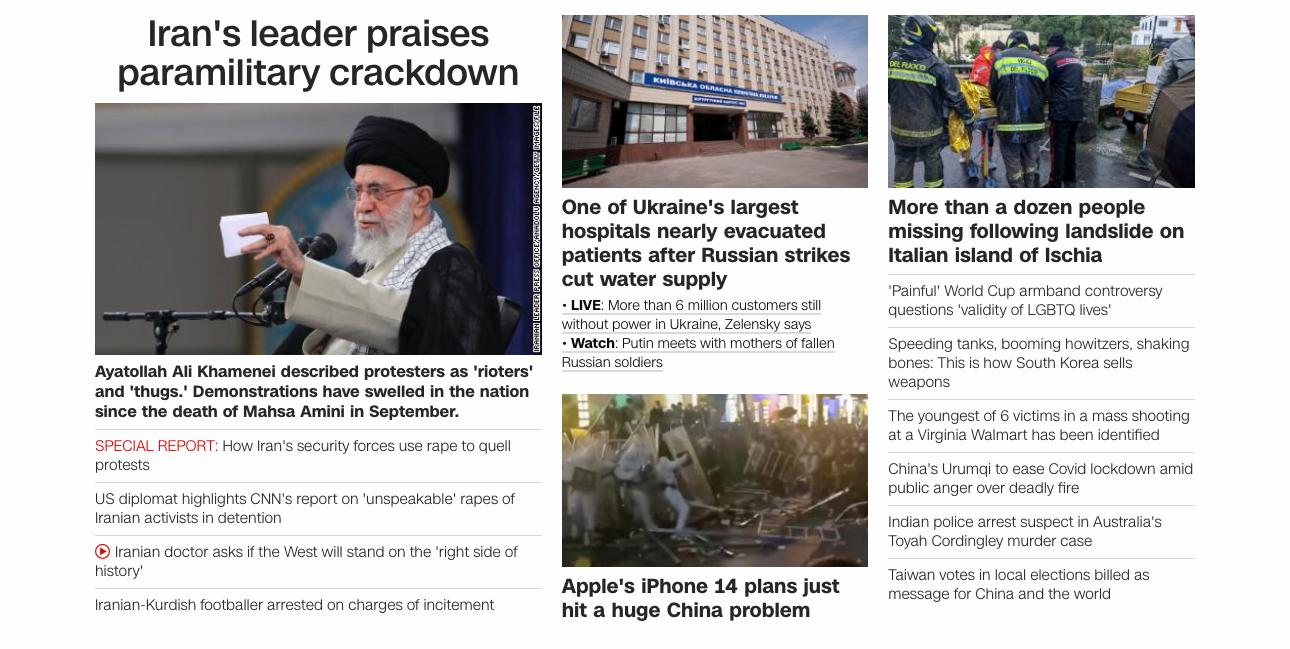 Iran's leader praises
paramilitary crackdown
IRANIAN LEADER PRESS OFFICE/ANADOLU AGENCY/GETTY IMAGES/FILE
Ayatollah Ali Khamenei described protesters as 'rioters'
and 'thugs.' Demonstrations have swelled in the nation
since the death of Mahsa Amini in September.
SPECIAL REPORT: How Iran's security forces use rape to quell
protests
US diplomat highlights CNN's report on 'unspeakable' rapes of
Iranian activists in detention
Iranian doctor asks if the West will stand on the 'right side of
history'
Iranian-Kurdish footballer arrested on charges of incitement
КИЇВСЬКА ОБЛАСНА КЛІНІЧНА ЛІКАРНЯ
One of Ukraine's largest
hospitals nearly evacuated
patients after Russian strikes
cut water supply
• LIVE: More than 6 million customers still
without power in Ukraine, Zelensky says
• Watch: Putin meets with mothers of fallen
Russian soldiers
Apple's iPhone 14 plans just
hit a huge China problem
DEL FUOCO
VIGILI
DEL FUOCO
More than a dozen people
missing following landslide on
Italian island of Ischia
'Painful' World Cup armband controversy
questions 'validity of LGBTQ lives'
Speeding tanks, booming howitzers, shaking
bones: This is how South Korea sells
weapons
The youngest of 6 victims in a mass shooting
at a Virginia Walmart has been identified
China's Urumqi to ease Covid lockdown amid
public anger over deadly fire
Indian police arrest suspect in Australia's
Toyah Cordingley murder case
Taiwan votes in local elections billed as
message for China and the world